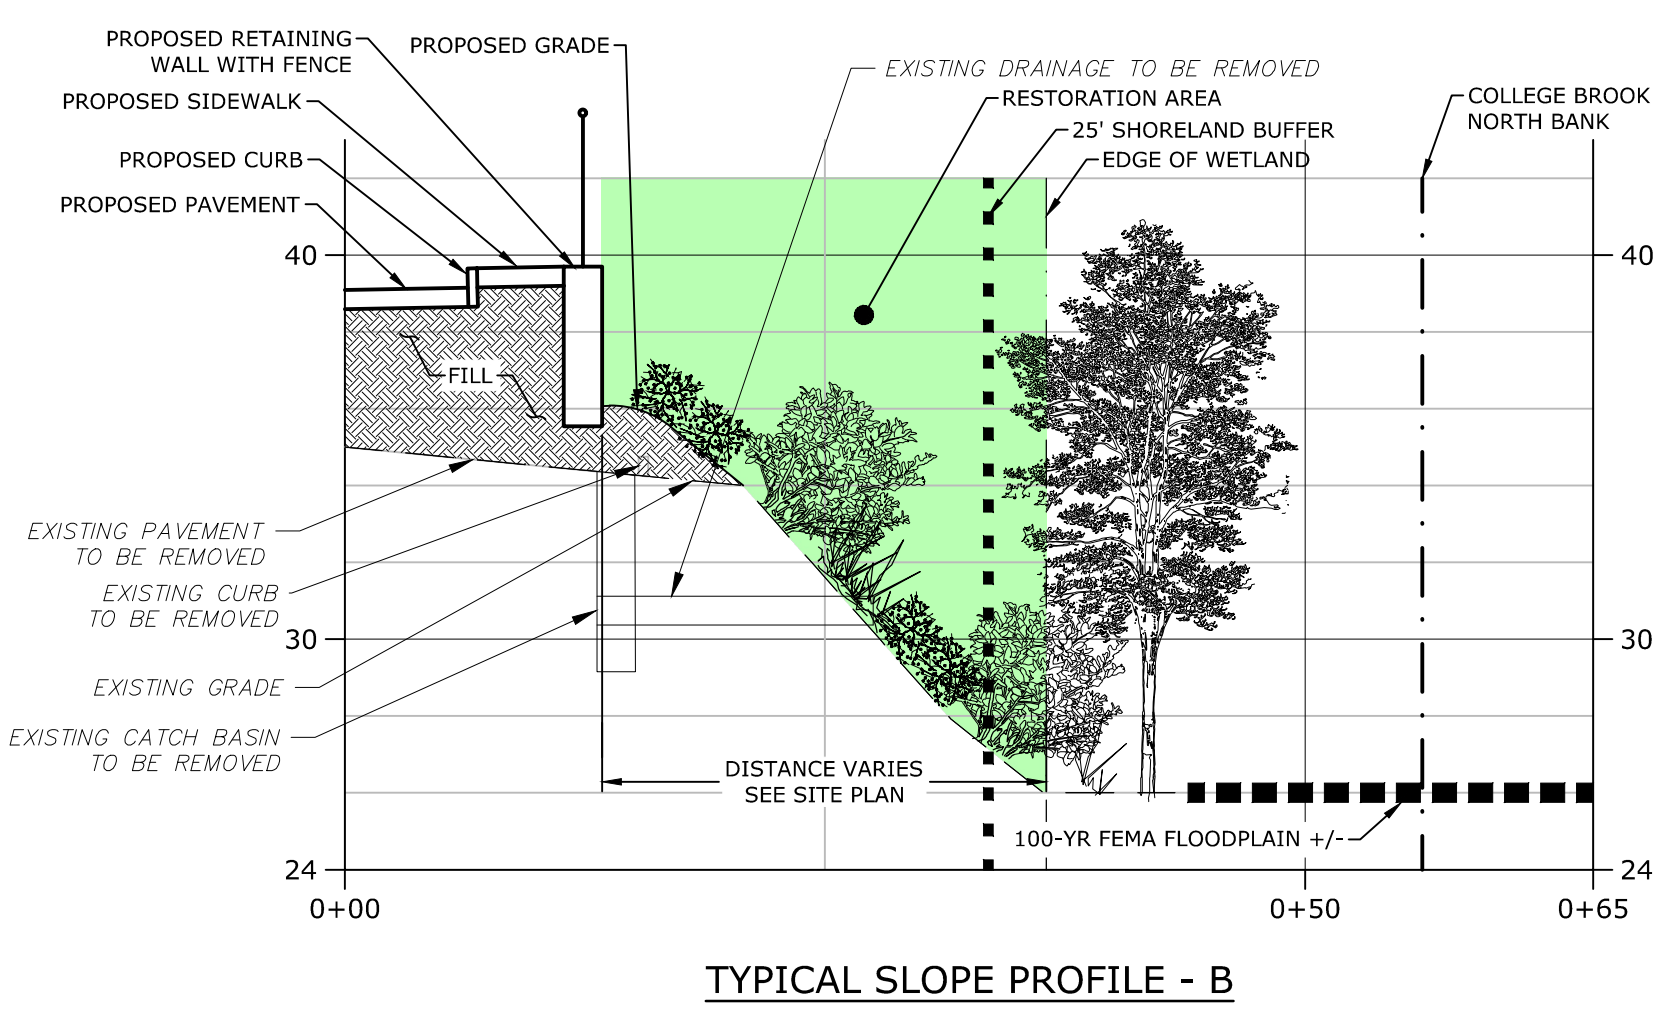 PROPOSED RETAINING
WALL WITH FENCE
PROPOSED GRADE
EXISTING DRAINAGE TO BE REMOVED
PROPOSED SIDEWALK
RESTORATION AREA
COLLEGE BROOK
NORTH BANK
25' SHORELAND BUFFER
PROPOSED CURB
EDGE OF WETLAND
PROPOSED PAVEMENT
40
40
FILL
EXISTING PAVEMENT
TO BE REMOVED
EXISTING CURB
TO BE REMOVED
30
30
EXISTING GRADE
EXISTING CATCH BASIN
TO BE REMOVED
DISTANCE VARIES
SEE SITE PLAN
100-YR FEMA FLOODPLAIN +/-
24
24
0+00
0+50
0+65
TYPICAL SLOPE PROFILE - B